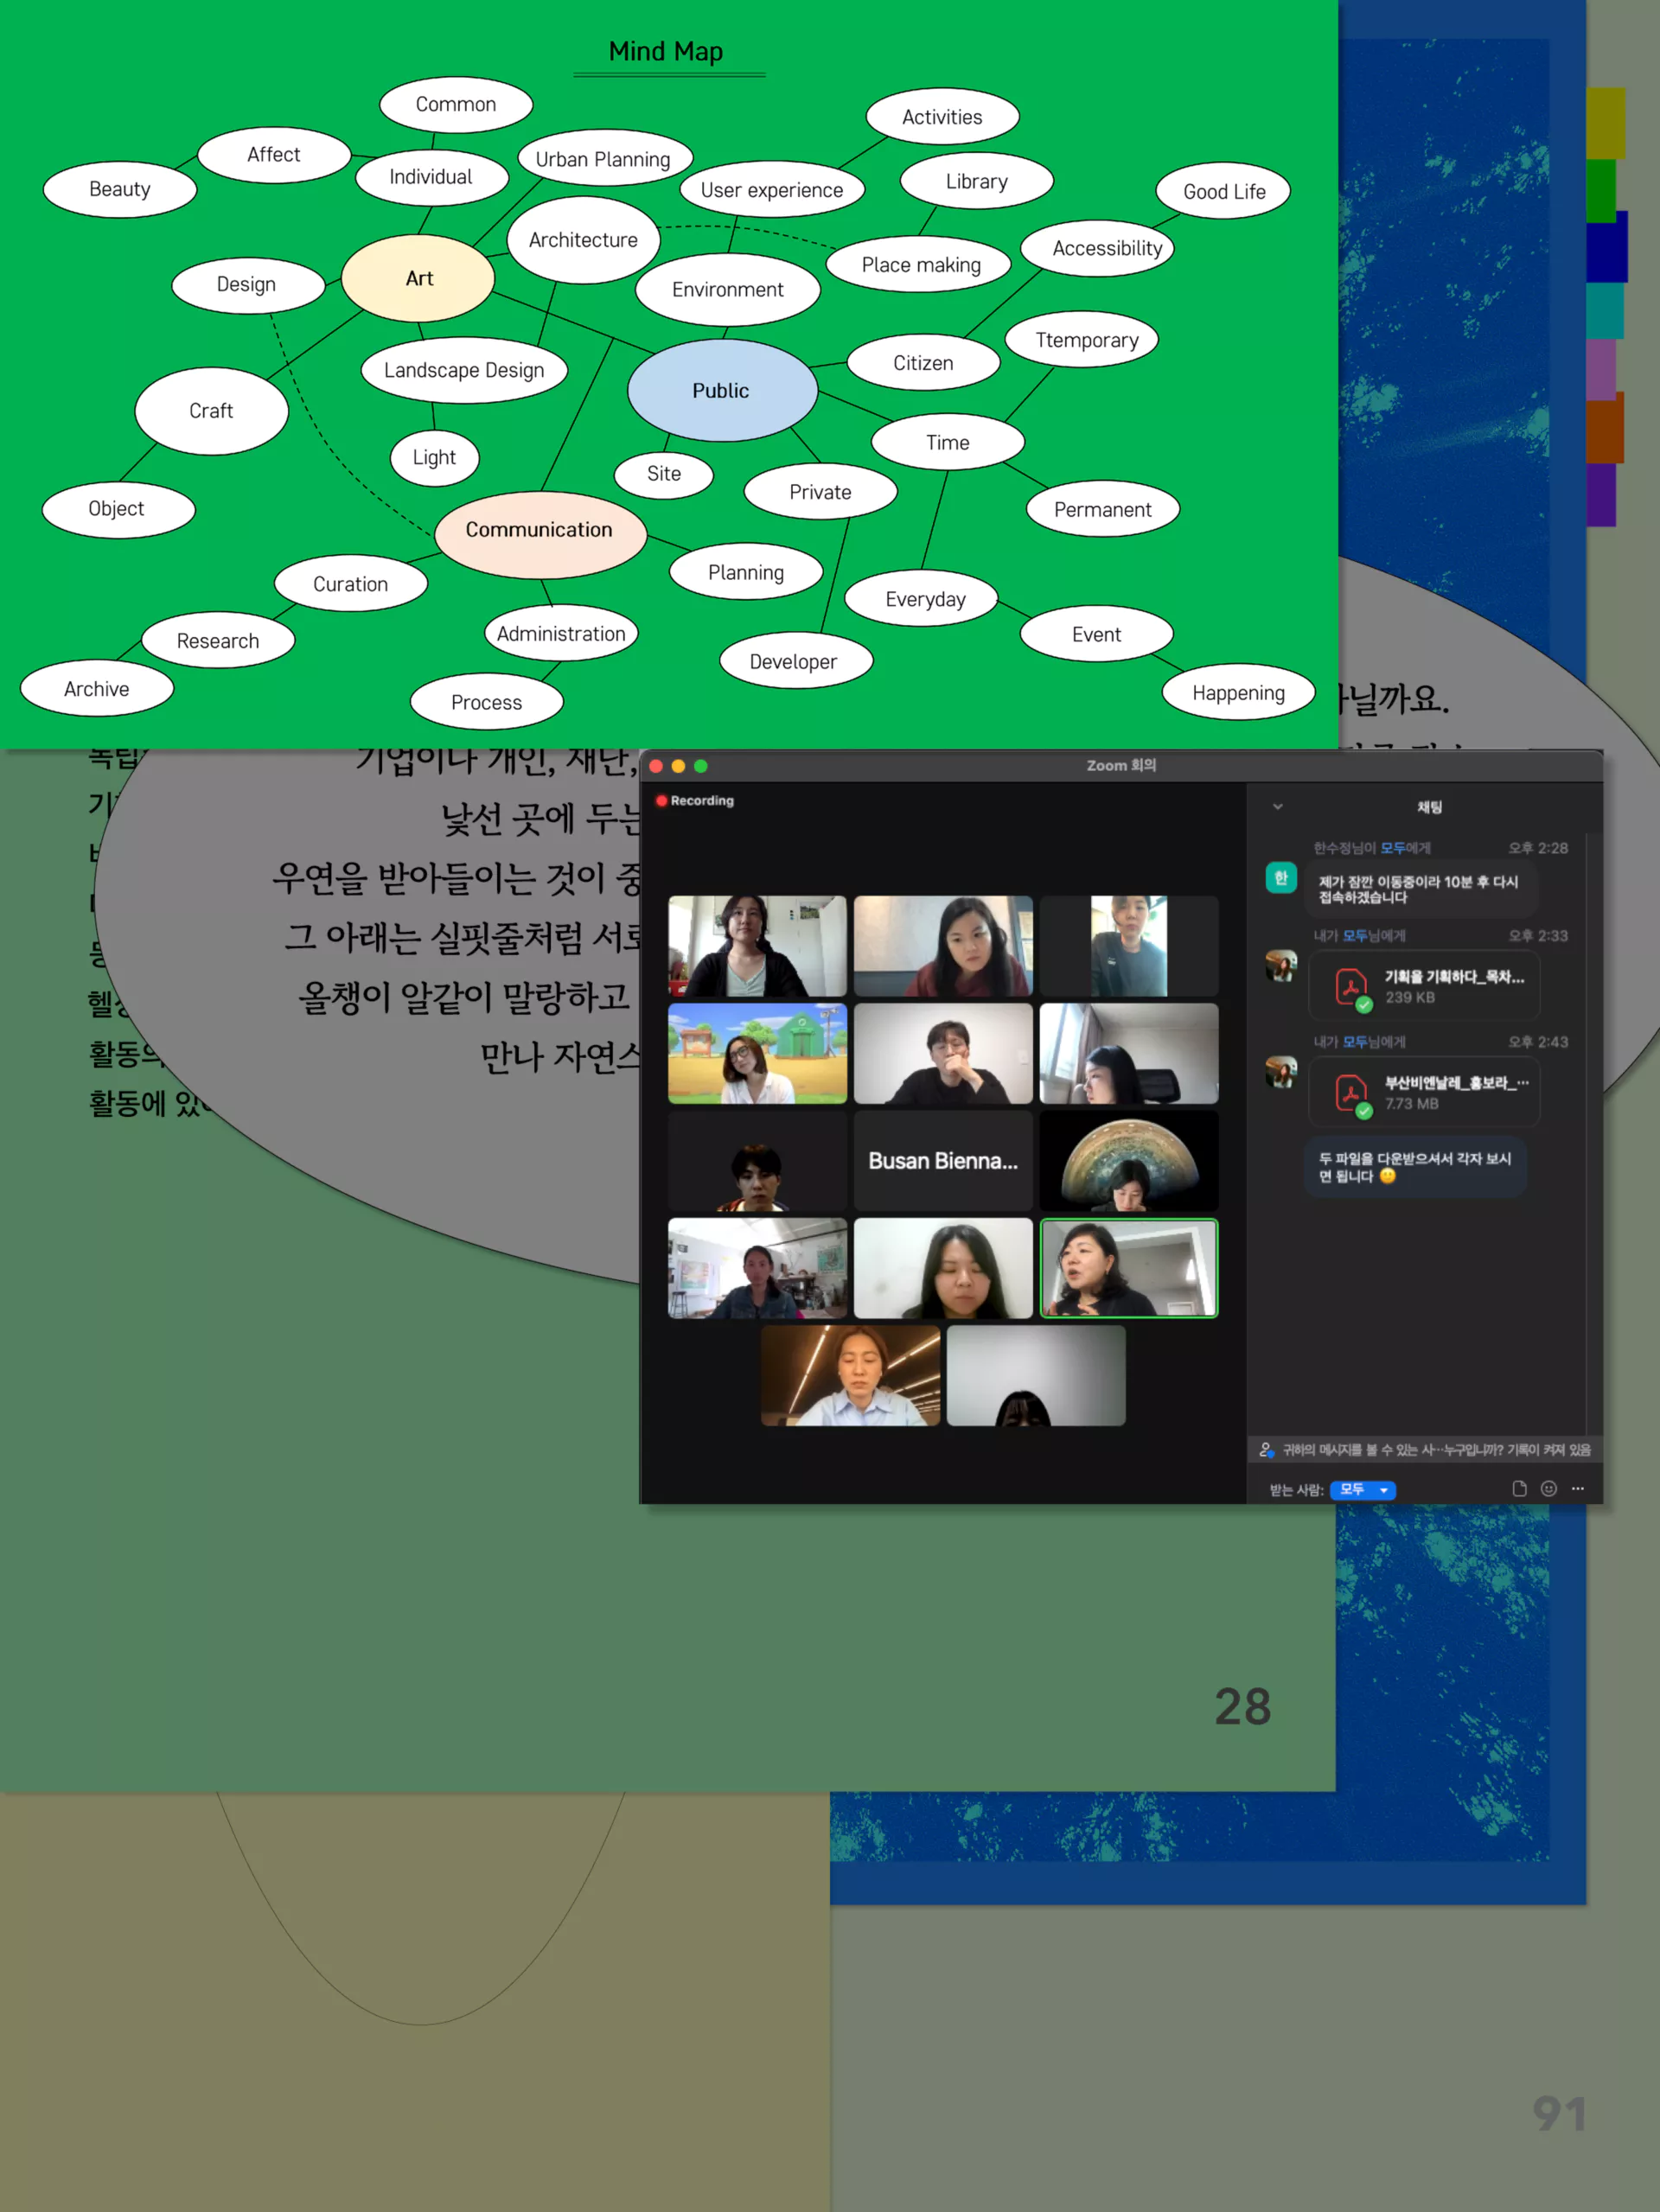 Mind Map
Common
Activities
Affect
Urban Planning
Beauty
Individual
User experience
Library
Good Life
Architecture
Accessibility
Art
Place making
Design
Environment
Ttemporary
Landscape Design
Citizen
Public
Craft
Light
Time
Site
Private
Object
Permanent
Communication
Curation
Planning
Everyday
Research
Administration
Event
Archive
Developer
Process
Happening
아닐까요.
독립
기업이나 개인, 재단,
낯선 곳에 두는
우연을 받아들이는 것이 중
그 아래는 실핏줄처럼 서로
올챙이 알같이 말랑하고
만나 자연스
활동의
활동에 있어
Zoom 회의
Recording
Busan Bienna...
채팅
한수정님이 모두에게 오후 2:28
한
제가 잠깐 이동중이라 10분 후 다시
접속하겠습니다
내가 모두님에게 오후 2:33
기획을 기획하다_목차...
239 KB
내가 모두님에게 오후 2:43
부산비엔날레_홍보라_...
7.73 MB
두 파일을 다운받으셔서 각자 보시
면 됩니다
귀하의 메시지를 볼 수 있는 사...누구입니까? 기록이 켜져 있음
받는 사람: 모두
28
91